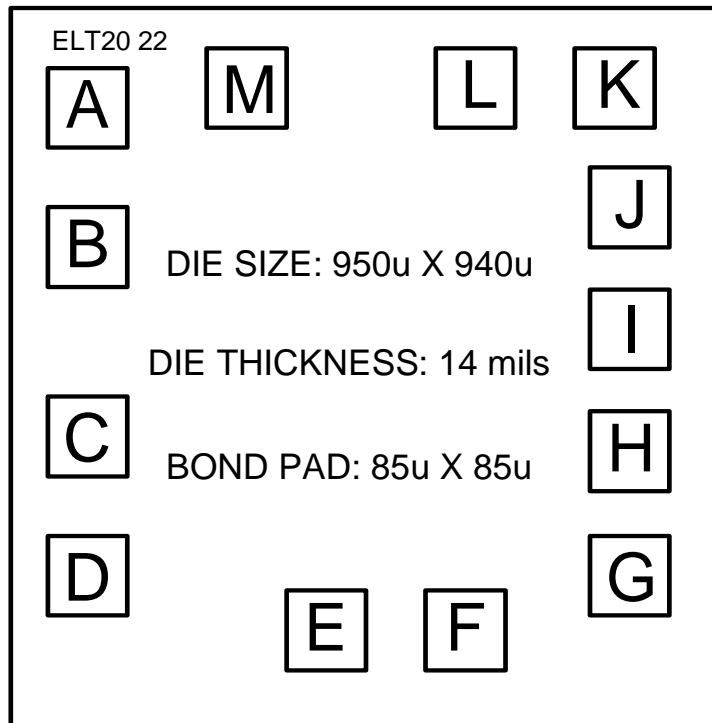 ELT20 22
A M L K
J
B
DIE SIZE: 950u X 940u
I
DIE THICKNESS: 14 mils
C
H
BOND PAD: 85u X 85u
D
G
E F